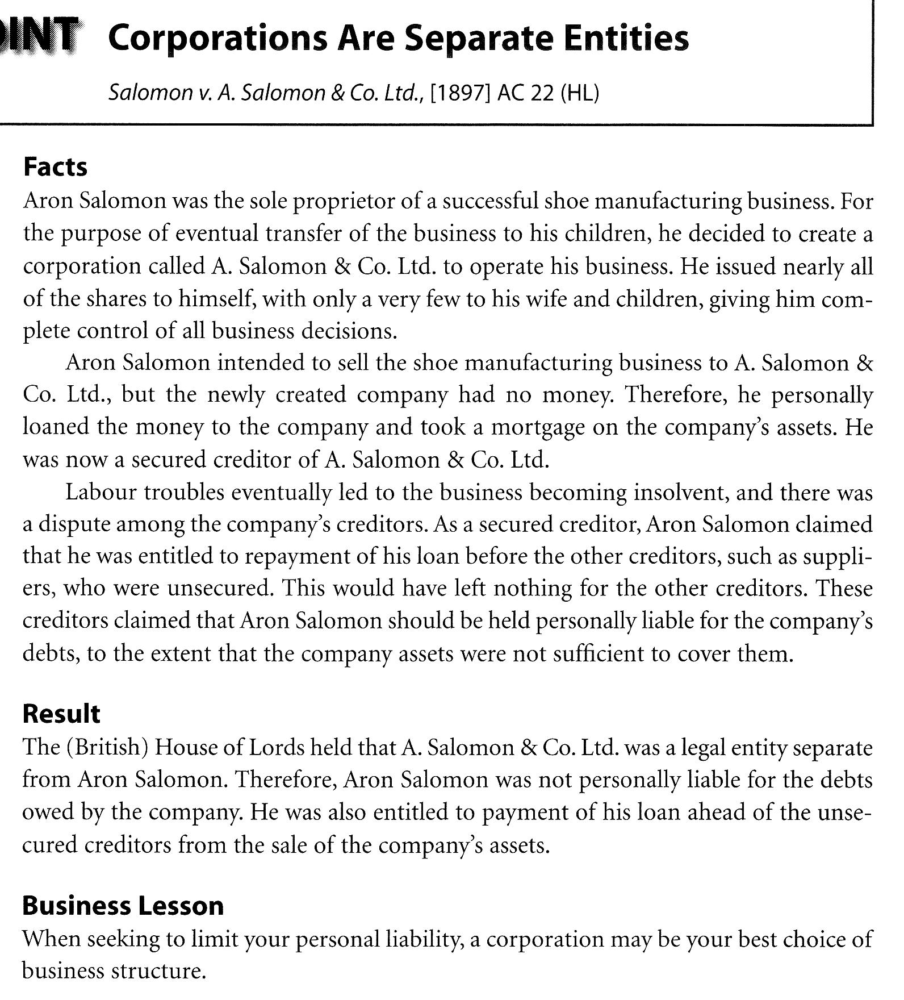 Corporations Are Separate Entities
Salomon v. A. Salomon & Co. Ltd., [1897] AC 22 (HL)
Facts
Aron Salomon was the sole proprietor of a successful shoe manufacturing business. For
the purpose of eventual transfer of the business to his children, he decided to create a
corporation called A. Salomon & Co. Ltd. to operate his business. He issued nearly all
of the shares to himself, with only a very few to his wife and children, giving him com-
plete control of all business decisions.
Aron Salomon intended to sell the shoe manufacturing business to A. Salomon &
Co. Ltd., but the newly created company had no money. Therefore, he personally
loaned the money to the company and took a mortgage on the company’s assets. He
was now a secured creditor of A. Salomon & Co. Ltd.
Labour troubles eventually led to the business becoming insolvent, and there was
a dispute among the company’s creditors. As a secured creditor, Aron Salomon claimed
that he was entitled to repayment of his loan before the other creditors, such as suppli-
ers, who were unsecured. This would have left nothing for the other creditors. These
creditors claimed that Aron Salomon should be held personally liable for the company’s
debts, to the extent that the company assets were not sufficient to cover them.
Result
The (British) House of Lords held that A. Salomon & Co. Ltd. was a legal entity separate
from Aron Salomon. Therefore, Aron Salomon was not personally liable for the debts
owed by the company. He was also entitled to payment of his loan ahead of the unse-
cured creditors from the sale of the company’s assets.
Business Lesson
When seeking to limit your personal liability, a corporation may be your best choice of
business structure.